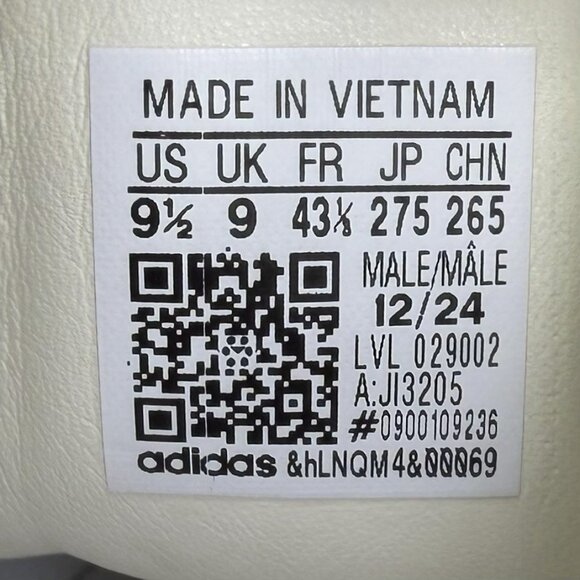 MADE IN VIETNAM
US UK FR JP CHN
9½ 9 43⅓ 275 265
MALE/MÂLE
12/24
LVL 029002
A:JI3205
#0900109236
adidas &hLNQM4&00069